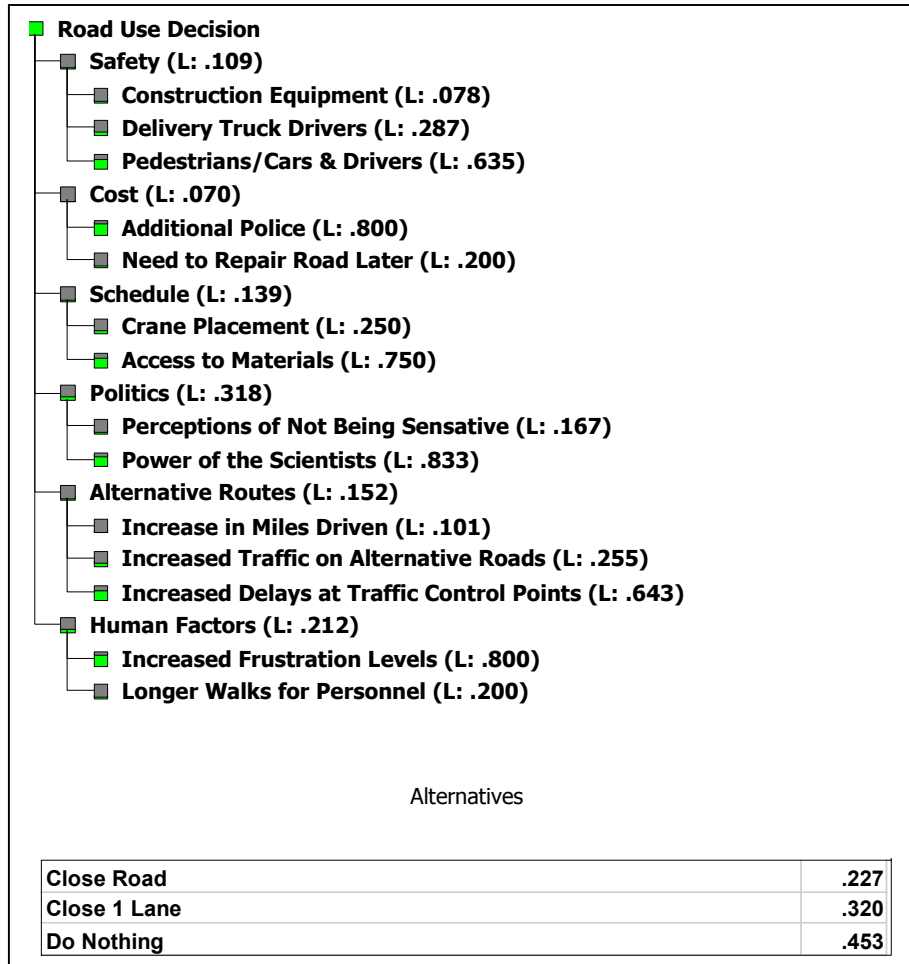 Road Use Decision
Safety (L: .109)
Construction Equipment (L: .078)
Delivery Truck Drivers (L: .287)
Pedestrians/Cars & Drivers (L: .635)
Cost (L: .070)
Additional Police (L: .800)
Need to Repair Road Later (L: .200)
Schedule (L: .139)
Crane Placement (L: .250)
Access to Materials (L: .750)
Politics (L: .318)
Perceptions of Not Being Sensative (L: .167)
Power of the Scientists (L: .833)
Alternative Routes (L: .152)
Increase in Miles Driven (L: .101)
Increased Traffic on Alternative Roads (L: .255)
Increased Delays at Traffic Control Points (L: .643)
Human Factors (L: .212)
Increased Frustration Levels (L: .800)
Longer Walks for Personnel (L: .200)
Alternatives
Close Road .227
Close 1 Lane .320
Do Nothing .453